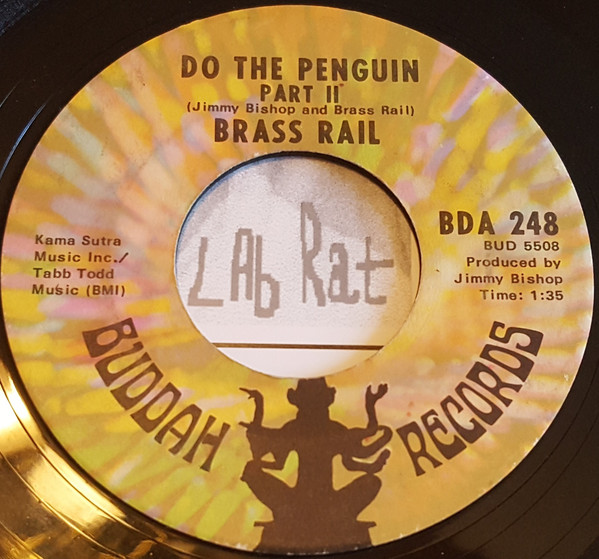 DO THE PENGUIN
PART II
(Jimmy Bishop and Brass Rail)
BRASS RAIL
Kama Sutra
Music Inc./
Tabb Todd
Music (BMI)
BDA 248
BUD 5508
Produced by
Jimmy Bishop
Time: 1:35
LAb Rat
BUDDAH RECORDS